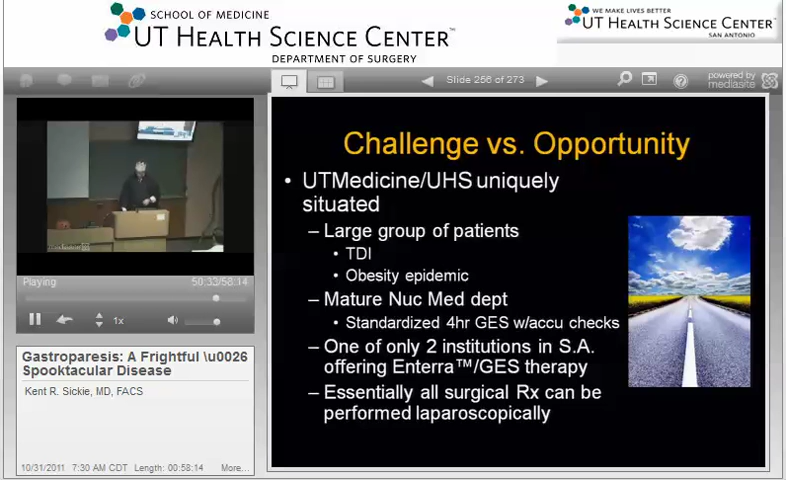 SCHOOL OF MEDICINE
UT HEALTH SCIENCE CENTER™
DEPARTMENT OF SURGERY
WE MAKE LIVES BETTER
UT HEALTH SCIENCE CENTER
SAN ANTONIO
Slide 256 of 273
powered by
mediasite
Challenge vs. Opportunity
• UTMedicine/UHS uniquely
situated
– Large group of patients
• TDI
• Obesity epidemic
– Mature Nuc Med dept
• Standardized 4hr GES w/accu checks
– One of only 2 institutions in S.A.
offering Enterra™/GES therapy
– Essentially all surgical Rx can be
performed laparoscopically
Playing
50:33/58:14
1x
Gastroparesis: A Frightful \u0026
Spooktacular Disease
Kent R. Sickie, MD, FACS
10/31/2011 7:30 AM CDT Length: 00:58:14 More...